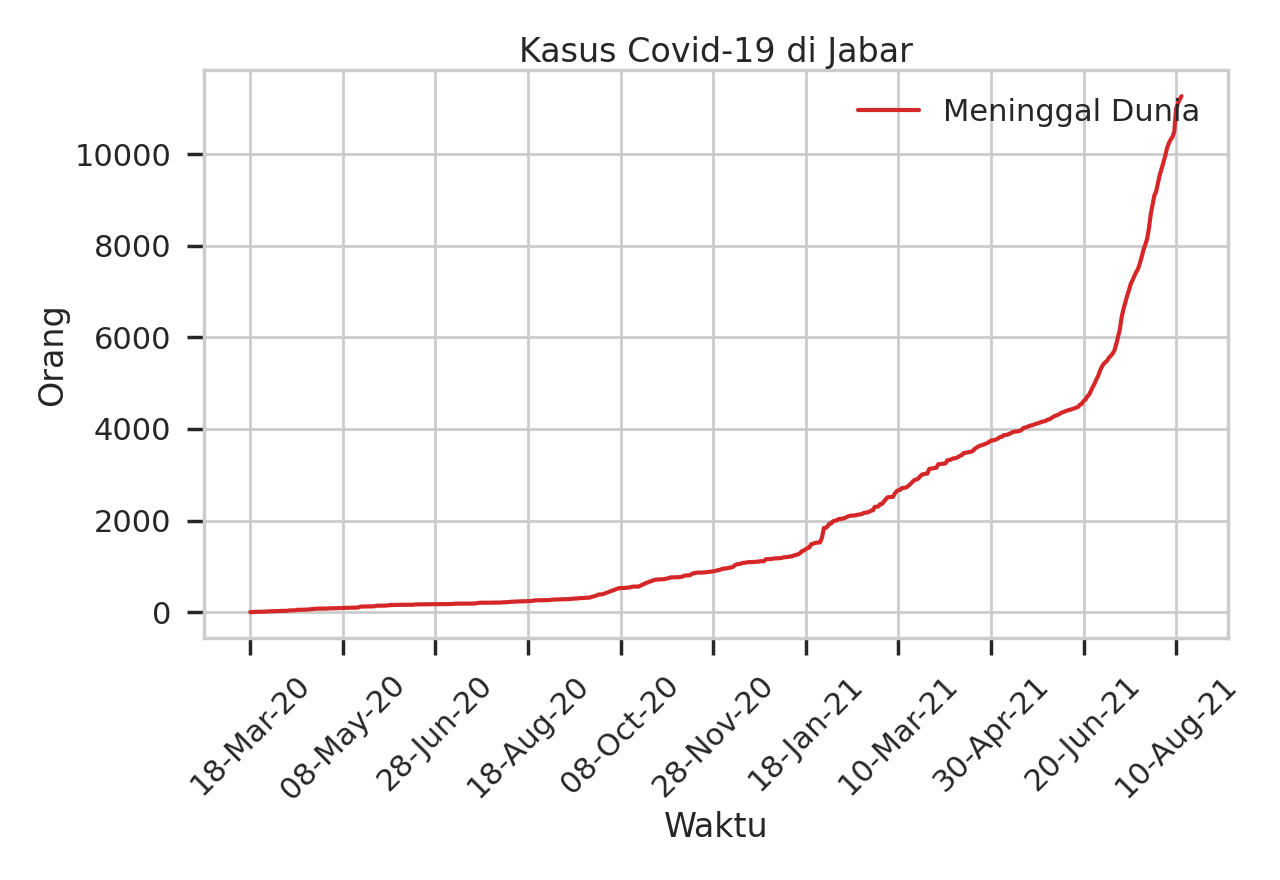 Kasus Covid-19 di Jabar
Meninggal Dunia
10000
8000
6000
4000
2000
0
Orang
18-Mar-20
08-May-20
28-Jun-20
18-Aug-20
08-Oct-20
28-Nov-20
18-Jan-21
10-Mar-21
30-Apr-21
20-Jun-21
10-Aug-21
Waktu